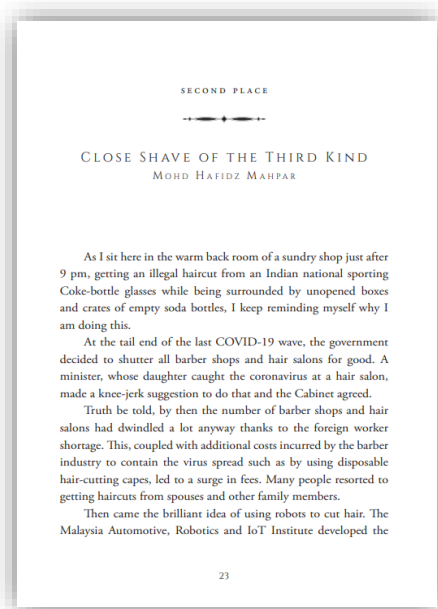 SECOND PLACE
CLOSE SHAVE OF THE THIRD KIND
MOHD HAFIDZ MAHPAR
As I sit here in the warm back room of a sundry shop just after
9 pm, getting an illegal haircut from an Indian national sporting
Coke-bottle glasses while being surrounded by unopened boxes
and crates of empty soda bottles, I keep reminding myself why I
am doing this.
At the tail end of the last COVID-19 wave, the government
decided to shutter all barber shops and hair salons for good. A
minister, whose daughter caught the coronavirus at a hair salon,
made a knee-jerk suggestion to do that and the Cabinet agreed.
Truth be told, by then the number of barber shops and hair
salons had dwindled a lot anyway thanks to the foreign worker
shortage. This, coupled with additional costs incurred by the barber
industry to contain the virus spread such as by using disposable
hair-cutting capes, led to a surge in fees. Many people resorted to
getting haircuts from spouses and other family members.
Then came the brilliant idea of using robots to cut hair. The
Malaysia Automotive, Robotics and IoT Institute developed the
23